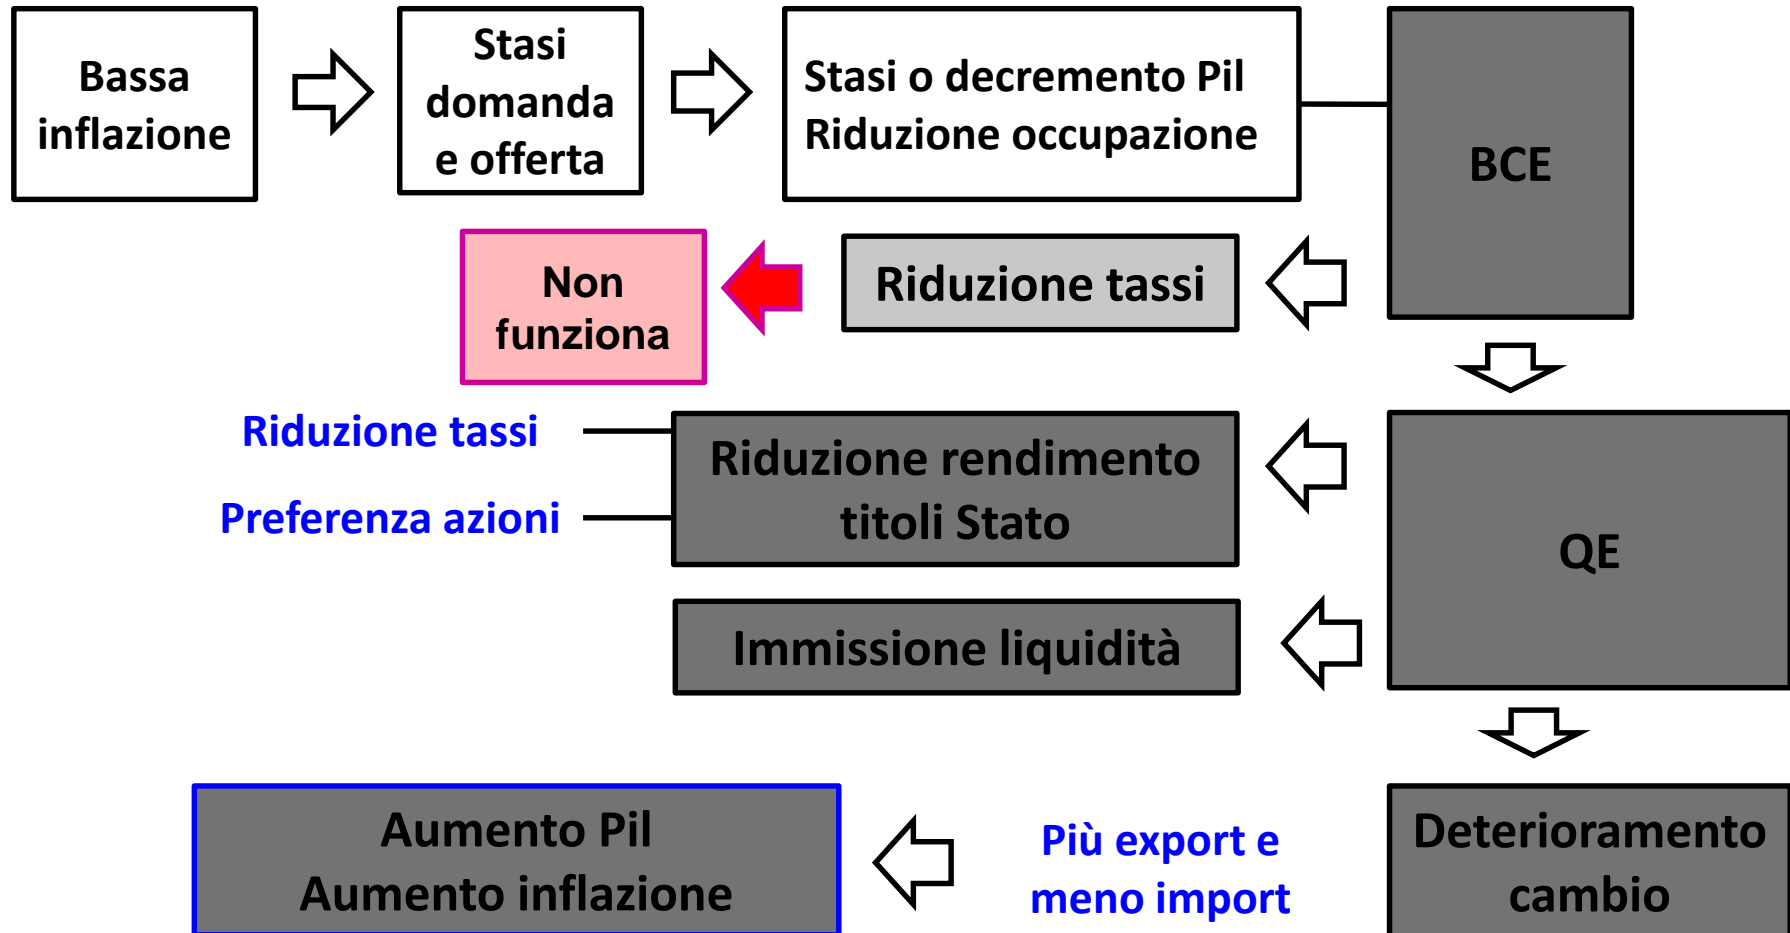 Bassa
inflazione
Stasi
domanda
e offerta
Stasi o decremento Pil
Riduzione occupazione
BCE
Non
funziona
Riduzione tassi
Riduzione tassi
Preferenza azioni
Riduzione rendimento
titoli Stato
QE
Immissione liquidità
Aumento Pil
Aumento inflazione
Più export e
meno import
Deterioramento
cambio